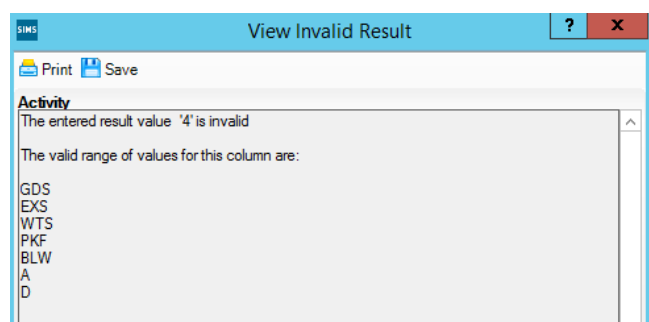 SIMS
View Invalid Result
? X
Print Save
Activity
The entered result value '4' is invalid
The valid range of values for this column are:
GDS
EXS
WTS
PKF
BLW
A
D